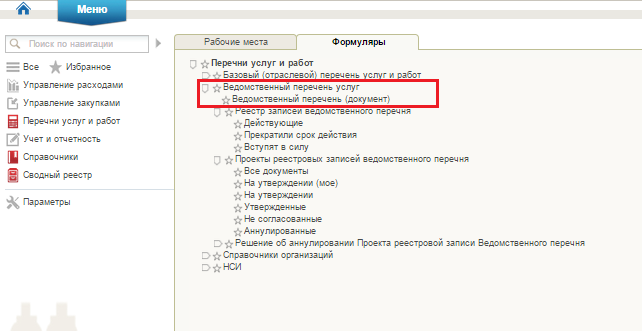 Меню
Поиск по навигации
Все Избранное
Управление расходами
Управление закупками
Перечни услуг и работ
Учет и отчетность
Справочники
Сводный реестр
Параметры
Рабочие места Формуляры
Перечни услуг и работ
Базовый (отраслевой) перечень услуг и работ
Ведомственный перечень услуг
Ведомственный перечень (документ)
Реестр записей ведомственного перечня
Действующие
Прекратили срок действия
Вступят в силу
Проекты реестровых записей ведомственного перечня
Все документы
На утверждении (мое)
На утверждении
Утвержденные
Не согласованные
Аннулированные
Решение об аннулировании Проекта реестровой записи Ведомственного перечня
Справочники организаций
НСИ